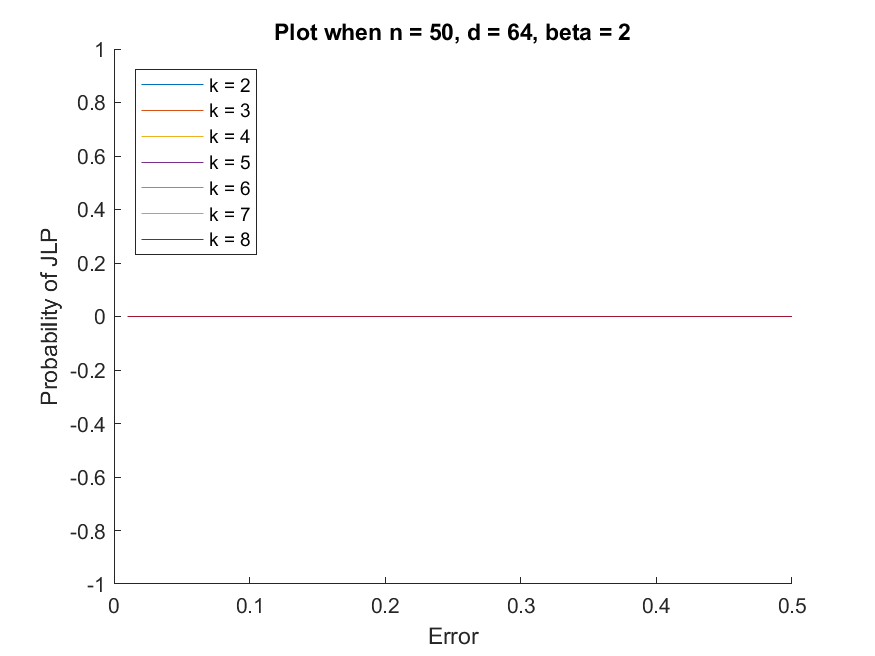 Plot when n = 50, d = 64, beta = 2
1
0.8
0.6
0.4
0.2
0
-0.2
-0.4
-0.6
-0.8
-1
Probability of JLP
k = 2
k = 3
k = 4
k = 5
k = 6
k = 7
k = 8
0 0.1 0.2 0.3 0.4 0.5
Error